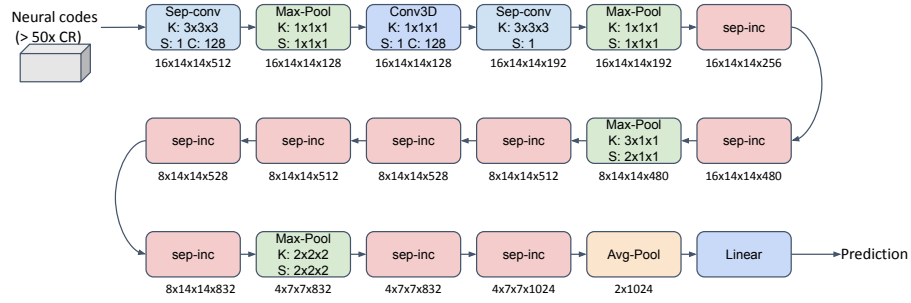 Neural codes
(> 50x CR)
Sep-conv
K: 3x3x3
S: 1 C: 128
16x14x14x512
Max-Pool
K: 1x1x1
S: 1x1x1
16x14x14x128
Conv3D
K: 1x1x1
S: 1 C: 128
16x14x14x128
Sep-conv
K: 3x3x3
S: 1
16x14x14x192
Max-Pool
K: 1x1x1
S: 1x1x1
16x14x14x192
sep-inc
16x14x14x256
sep-inc
16x14x14x480
Max-Pool
K: 3x1x1
S: 2x1x1
8x14x14x480
sep-inc
8x14x14x512
sep-inc
8x14x14x528
sep-inc
8x14x14x512
sep-inc
8x14x14x528
sep-inc
8x14x14x832
Max-Pool
K: 2x2x2
S: 2x2x2
4x7x7x832
sep-inc
4x7x7x832
sep-inc
4x7x7x1024
Avg-Pool
2x1024
Linear
Prediction